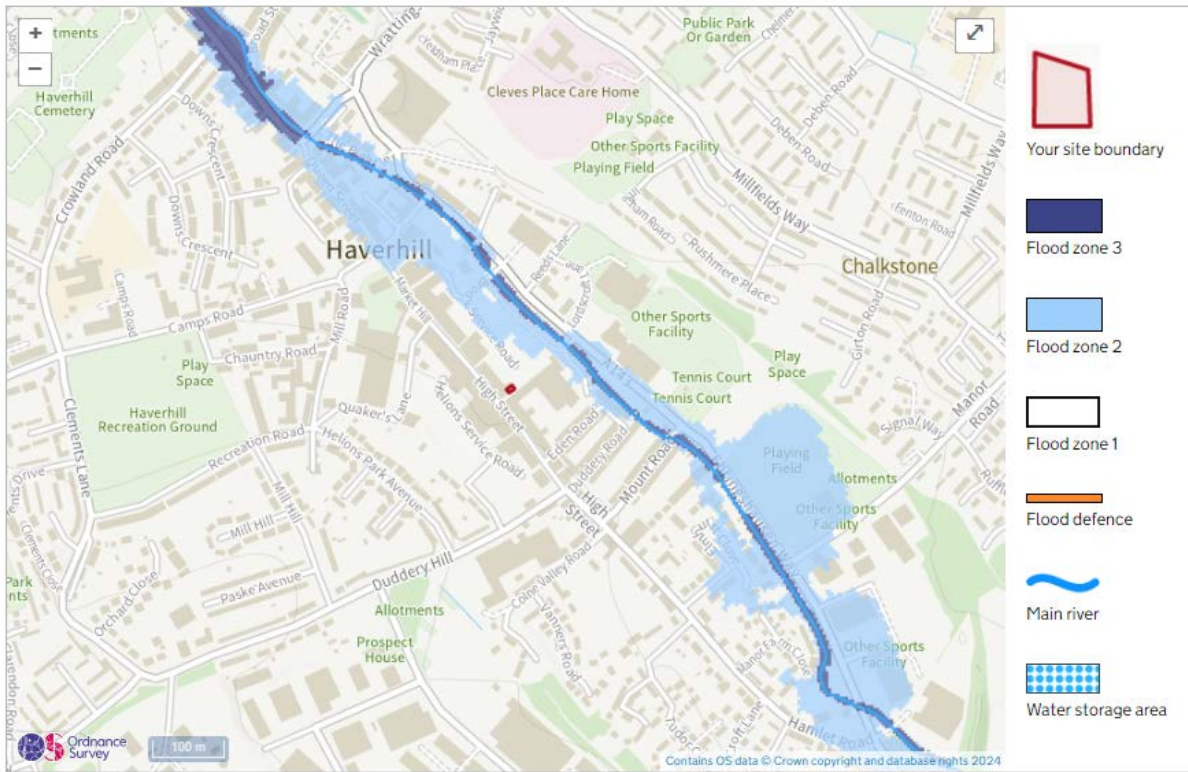 +
−
Cemetery
Haverhill
Cemetery
Crowland Road
Downs Crescent
Downs
Crescent
Camps Road
Camps Road
Chauntry Road
Mill Road
Play
Space
Haverhill
Recreation Ground
Clements Lane
Recreation Road
Quaker's Lane
Helions Park Avenue
Mill Hill
Mill Hill
Paske Avenue
Orchard Close
Duddery Hill
Allotments
Prospect
House
Haverhill
Market Hill
High Street
Helions Service Road
Eden Road
Duddery Road
Mount Road
High
Street
Colne Valley Road
Vanners Road
Public Park
Or Garden
Cleves Place Care Home
Play Space
Other Sports Facility
Playing Field
Deben Road
Deben Road
Millfields Way
Millfields Way
Fenton Road
Rushmere Place
Chalkstone
Girton Road
Other Sports
Facility
Play
Space
Tennis Court
Tennis Court
Manor
Road
Signal Way
Playing
Field
Allotments
Other Sports
Facility
Other Sports
Facility
Manor Farm Close
Hamlet Road
Ordnance
Survey
100 m
Contains OS data © Crown copyright and database rights 2024
Your site boundary
Flood zone 3
Flood zone 2
Flood zone 1
Flood defence
Main river
Water storage area